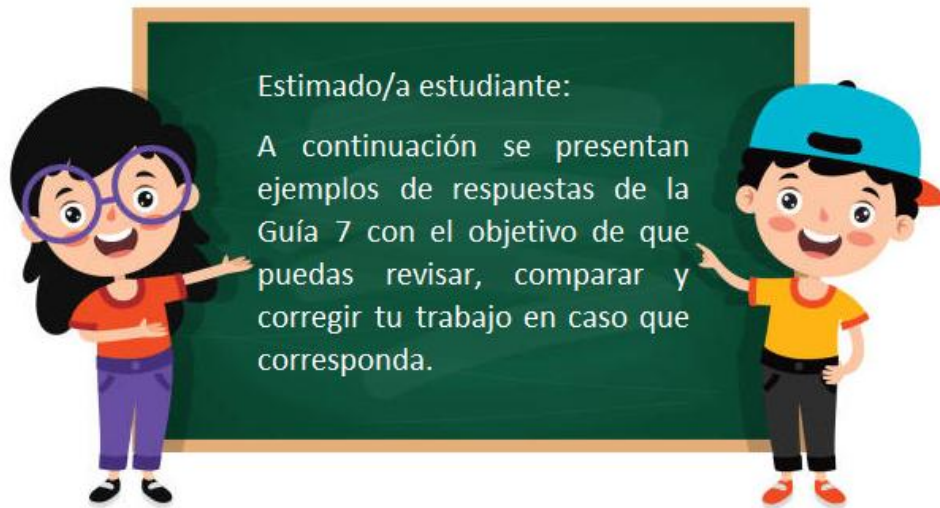 Estimado/a estudiante:
A continuación se presentan
ejemplos de respuestas de la
Guía 7 con el objetivo de que
puedas revisar, comparar y
corregir tu trabajo en caso que
corresponda.